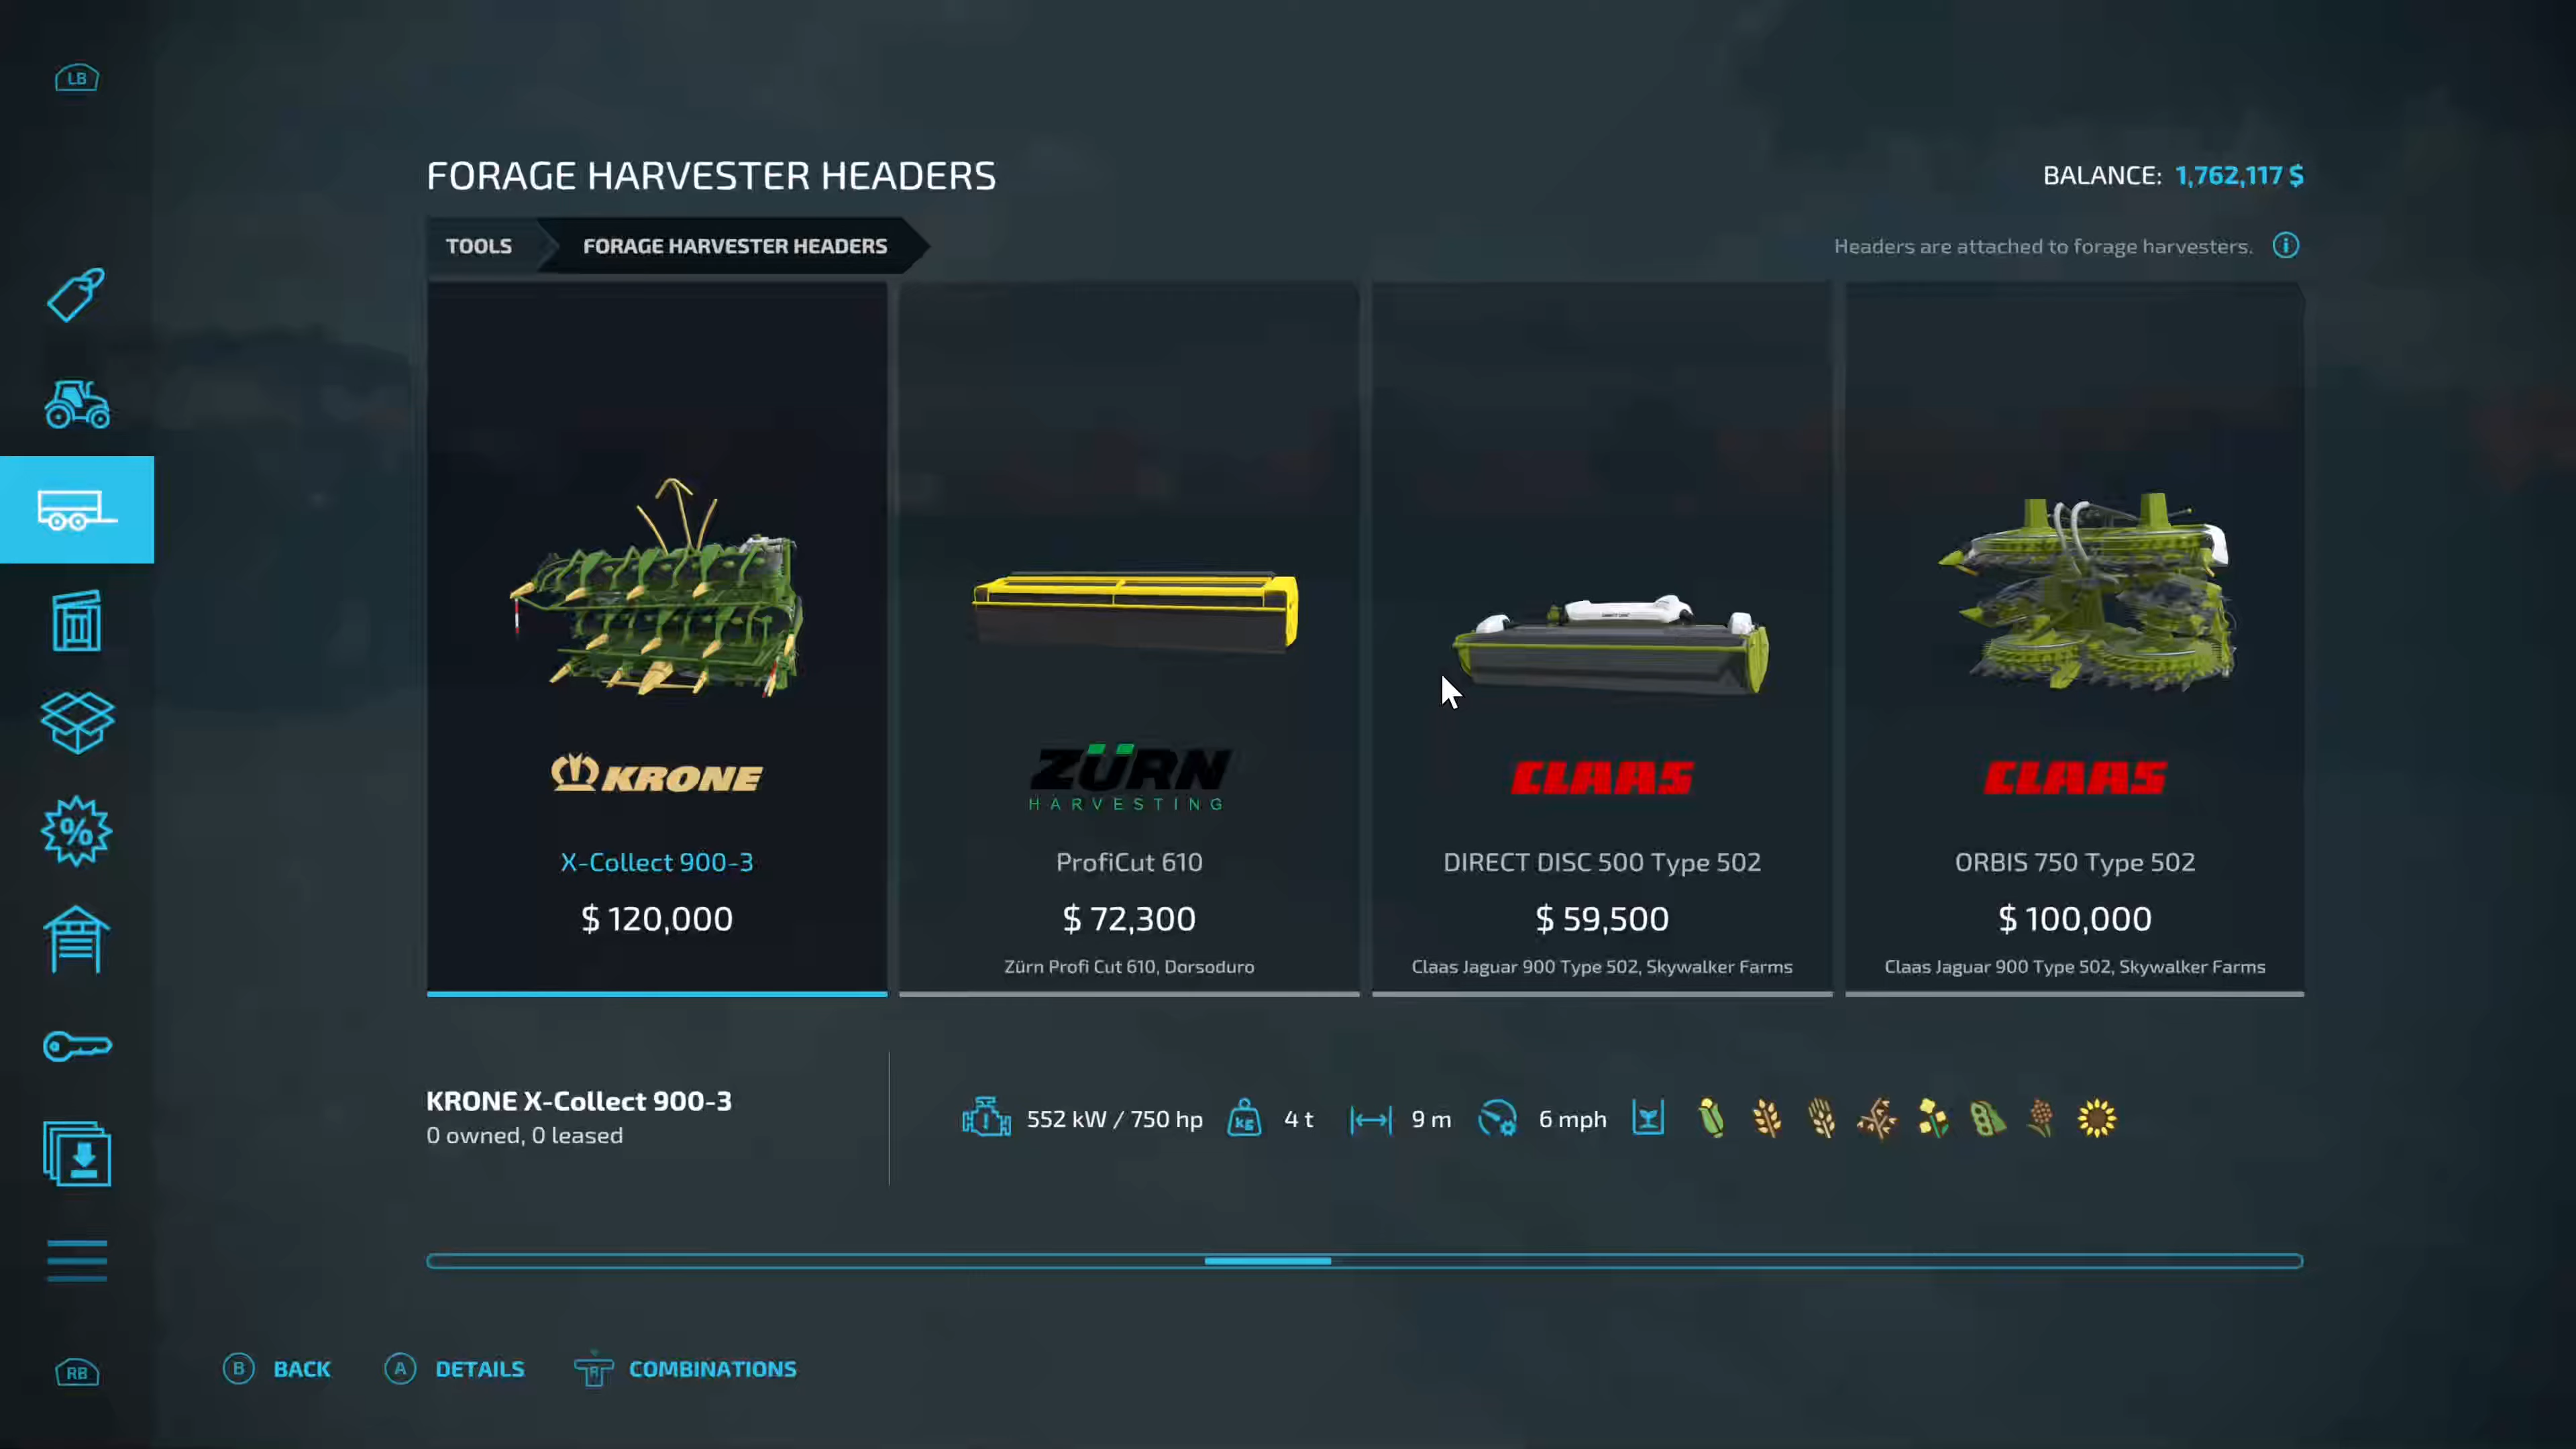 LB
FORAGE HARVESTER HEADERS
BALANCE: 1,762,117 $
TOOLS
FORAGE HARVESTER HEADERS
Headers are attached to forage harvesters.
KRONE
X-Collect 900-3
$ 120,000
ZÜRN
HARVESTING
ProfiCut 610
$ 72,300
Zürn Profi Cut 610, Dorsoduro
CLAAS
DIRECT DISC 500 Type 502
$ 59,500
Claas Jaguar 900 Type 502, Skywalker Farms
CLAAS
ORBIS 750 Type 502
$ 100,000
Claas Jaguar 900 Type 502, Skywalker Farms
KRONE X-Collect 900-3
0 owned, 0 leased
552 kW / 750 hp
kg
4 t
9 m
6 mph
RB
B BACK
A DETAILS
R COMBINATIONS